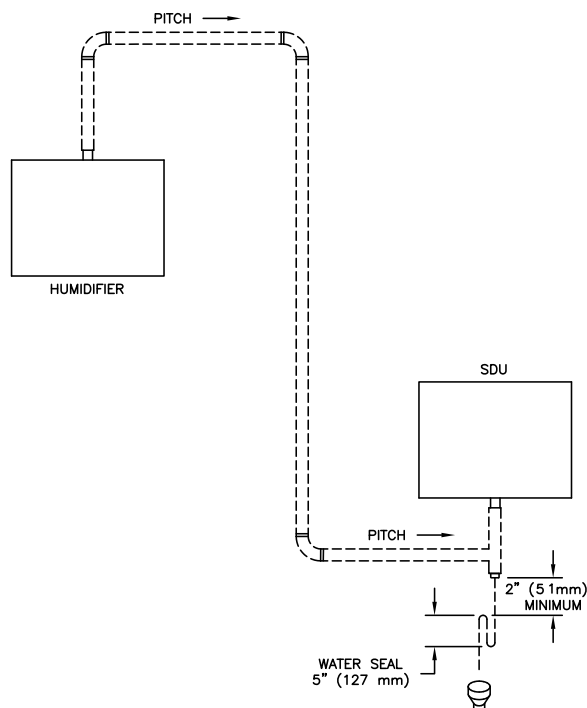 PITCH
HUMIDIFIER
SDU
PITCH
2" (51mm)
MINIMUM
WATER SEAL
5" (127 mm)